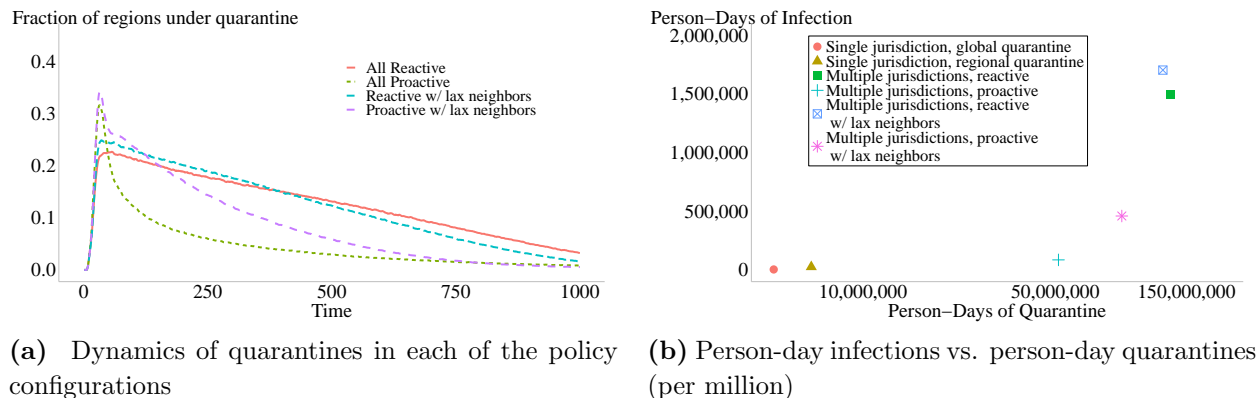 Fraction of regions under quarantine
0.4
0.3
0.2
0.1
0.0
All Reactive
All Proactive
Reactive w/ lax neighbors
Proactive w/ lax neighbors
0 250 500 750 1000
Time
(a) Dynamics of quarantines in each of the policy
configurations
Person−Days of Infection
2,000,000
1,500,000
1,000,000
500,000
0
Single jurisdiction, global quarantine
Single jurisdiction, regional quarantine
Multiple jurisdictions, reactive
Multiple jurisdictions, proactive
Multiple jurisdictions, reactive
w/ lax neighbors
Multiple jurisdictions, proactive
w/ lax neighbors
10,000,000 50,000,000 150,000,000
Person−Days of Quarantine
(b) Person-day infections vs. person-day quarantines
(per million)